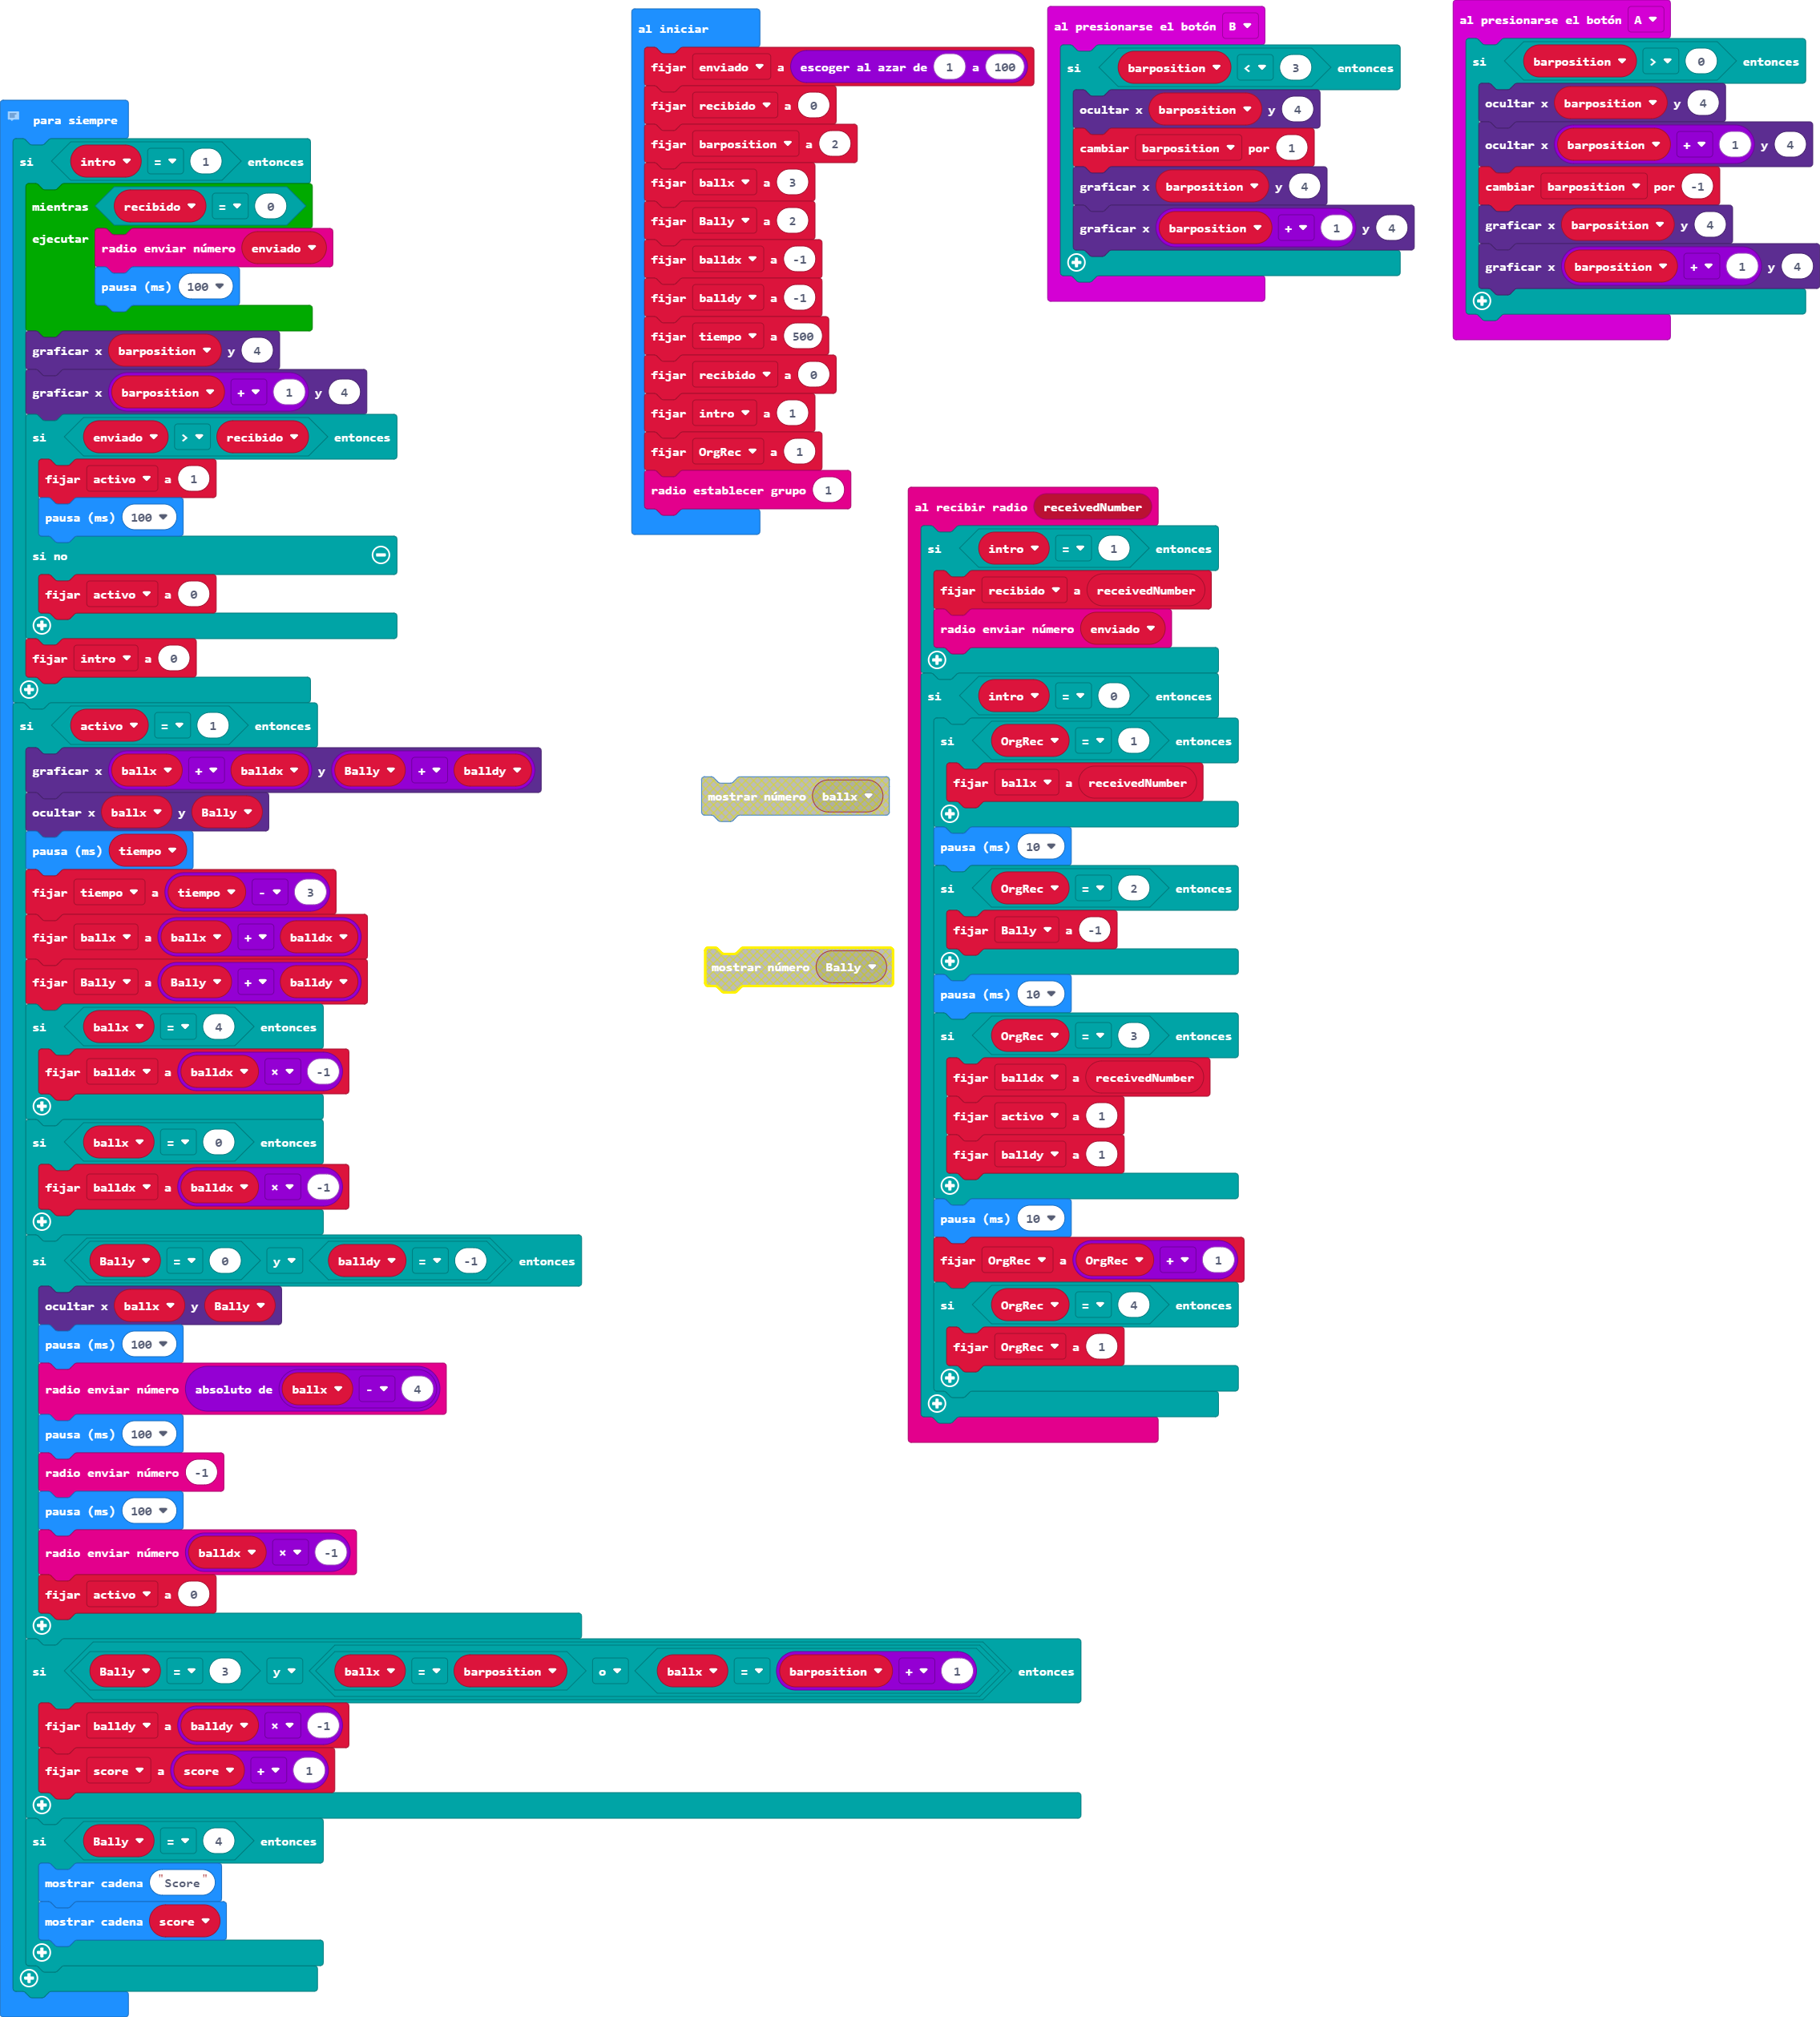 para siempre
si intro = 1 entonces
mientras recibido = 0
ejecutar radio enviar número enviado
pausa (ms) 100
graficar x barposition y 4
graficar x barposition + 1 y 4
si enviado > recibido entonces
fijar activo a 1
pausa (ms) 100
si no
fijar activo a 0
fijar intro a 0
si activo = 1 entonces
graficar x ballx + balldx y Bally + balldy
ocultar x ballx y Bally
pausa (ms) tiempo
fijar tiempo a tiempo - 3
fijar ballx a ballx + balldx
fijar Bally a Bally + balldy
si ballx = 4 entonces
fijar balldx a balldx × -1
si ballx = 0 entonces
fijar balldx a balldx × -1
si Bally = 0 y balldy = -1 entonces
ocultar x ballx y Bally
pausa (ms) 100
radio enviar número absoluto de ballx - 4
pausa (ms) 100
radio enviar número -1
pausa (ms) 100
radio enviar número balldx × -1
fijar activo a 0
si Bally = 3 y ballx = barposition o ballx = barposition + 1 entonces
fijar balldy a balldy × -1
fijar score a score + 1
si Bally = 4 entonces
mostrar cadena "Score"
mostrar cadena score
al iniciar
fijar enviado a escoger al azar de 1 a 100
fijar recibido a 0
fijar barposition a 2
fijar ballx a 3
fijar Bally a 2
fijar balldx a -1
fijar balldy a -1
fijar tiempo a 500
fijar recibido a 0
fijar intro a 1
fijar OrgRec a 1
radio establecer grupo 1
mostrar número ballx
mostrar número Bally
al presionarse el botón B
si barposition < 3 entonces
ocultar x barposition y 4
cambiar barposition por 1
graficar x barposition y 4
graficar x barposition + 1 y 4
al presionarse el botón A
si barposition > 0 entonces
ocultar x barposition y 4
ocultar x barposition + 1 y 4
cambiar barposition por -1
graficar x barposition y 4
graficar x barposition + 1 y 4
al recibir radio receivedNumber
si intro = 1 entonces
fijar recibido a receivedNumber
radio enviar número enviado
si intro = 0 entonces
si OrgRec = 1 entonces
fijar ballx a receivedNumber
pausa (ms) 10
si OrgRec = 2 entonces
fijar Bally a -1
pausa (ms) 10
si OrgRec = 3 entonces
fijar balldx a receivedNumber
fijar activo a 1
fijar balldy a 1
pausa (ms) 10
fijar OrgRec a OrgRec + 1
si OrgRec = 4 entonces
fijar OrgRec a 1